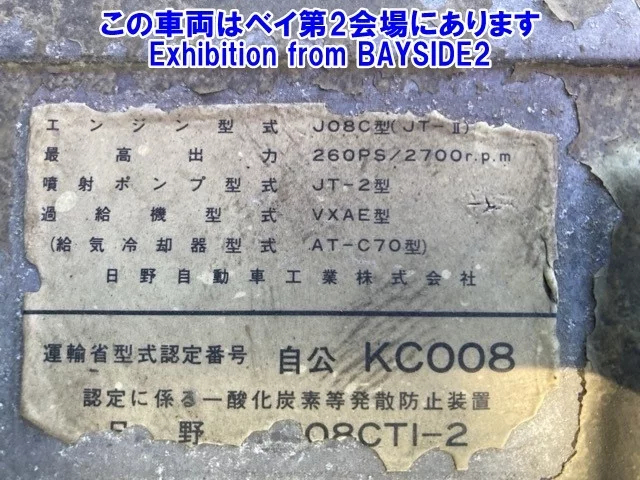 この車両はベイ第2会場にあります
Exhibition from BAYSIDE2
エンジン型式 J08C型(JT-Ⅱ)
最高出力 260PS/2700r.p.m
噴射ポンプ型式 JT-2型
過給機型式 VXAE型
(給気冷却器型式 AT-C70型)
日野自動車工業株式会社
運輸省型式認定番号 自公 KC008
認定に係る一酸化炭素等発散防止装置
日野 08CTI-2